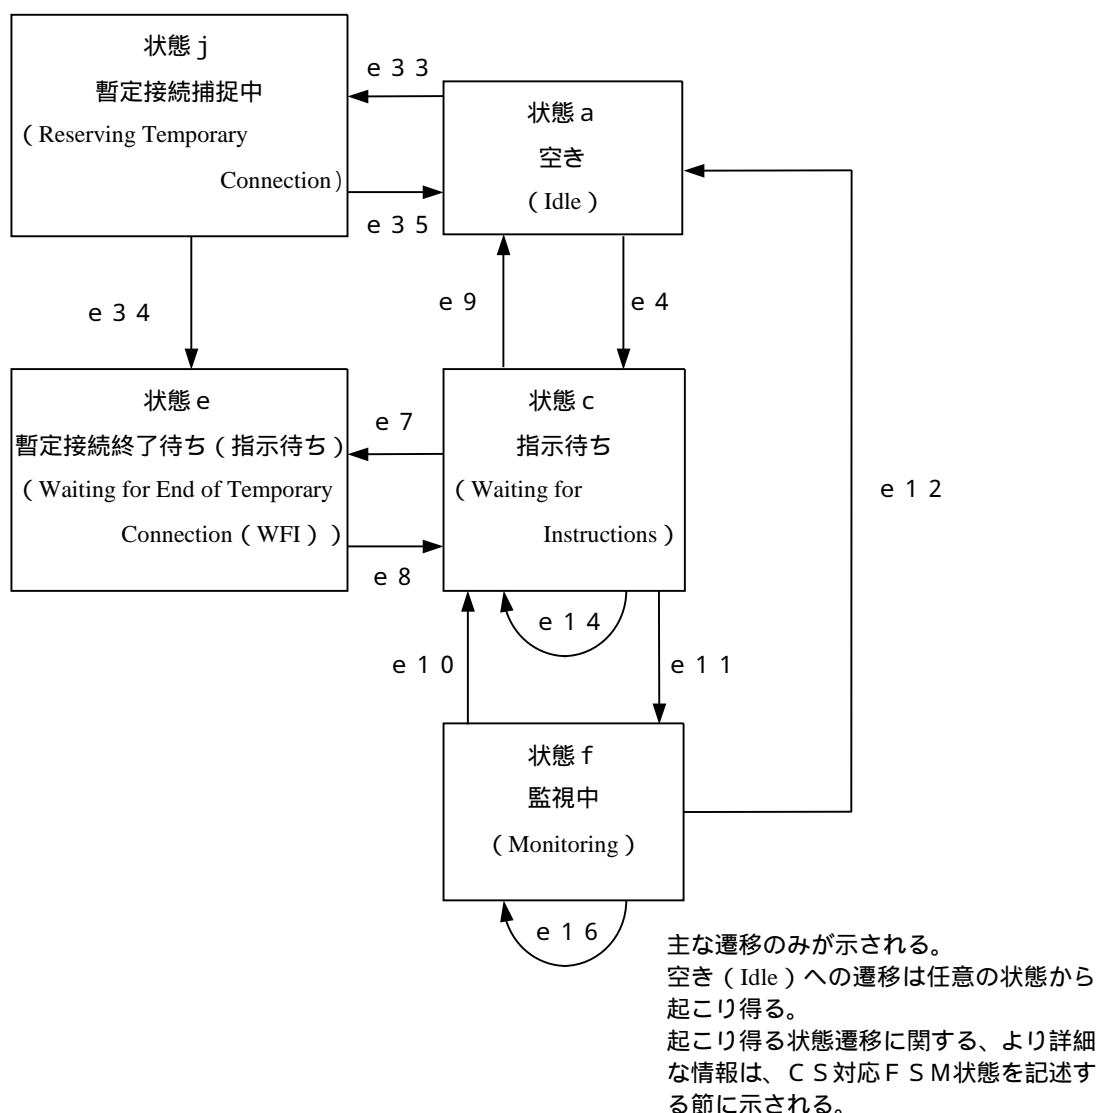 状態ｊ
暫定接続捕捉中
（Reserving Temporary
Connection）
ｅ３３
ｅ３５
状態ａ
空き
（Idle）
ｅ３４
ｅ９
ｅ４
状態ｅ
暫定接続終了待ち（指示待ち）
（Waiting for End of Temporary
Connection（WFI））
ｅ７
ｅ８
状態ｃ
指示待ち
（Waiting for
Instructions）
ｅ１２
ｅ１４
ｅ１０
ｅ１１
状態ｆ
監視中
（Monitoring）
ｅ１６
主な遷移のみが示される。
空き（Idle）への遷移は任意の状態から
起こり得る。
起こり得る状態遷移に関する、より詳細
な情報は、ＣＳ対応ＦＳＭ状態を記述す
る節に示される。